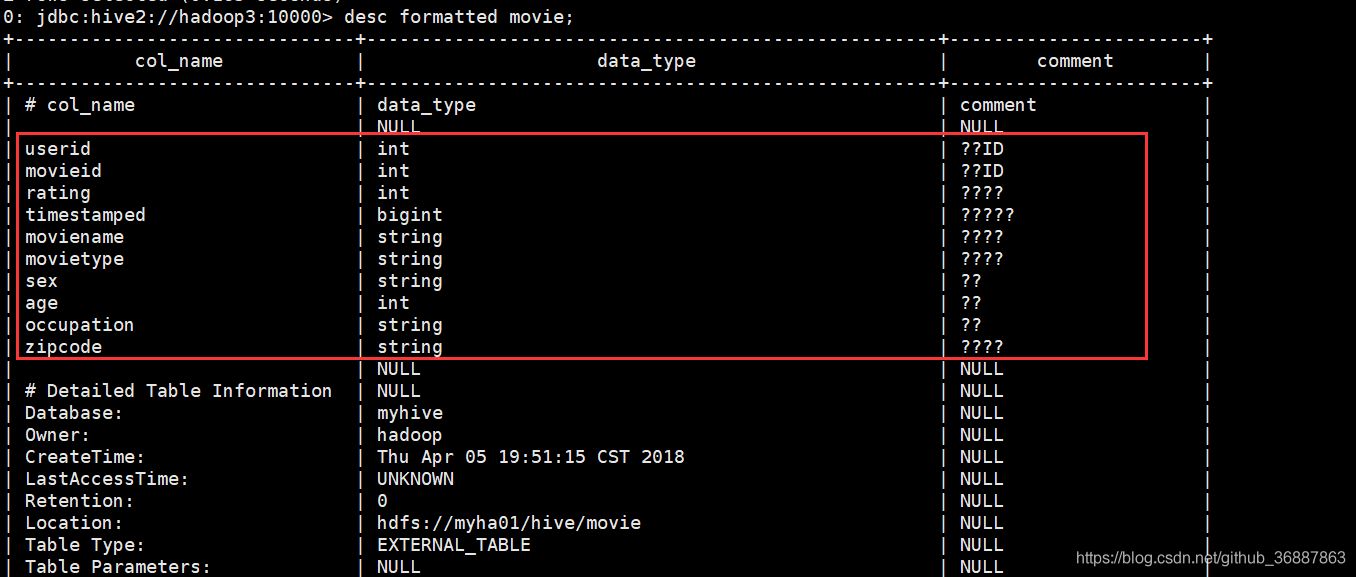 0: jdbc:hive2://hadoop3:10000> desc formatted movie;
+--------------------------------+-----------------------------------------------------+-----------------------+
| col_name | data_type | comment |
+--------------------------------+-----------------------------------------------------+-----------------------+
| # col_name | data_type | comment |
| | NULL | NULL |
| userid | int | ??ID |
| movieid | int | ??ID |
| rating | int | ???? |
| timestamped | bigint | ????? |
| moviename | string | ???? |
| movietype | string | ???? |
| sex | string | ?? |
| age | int | ?? |
| occupation | string | ?? |
| zipcode | string | ???? |
| | NULL | NULL |
| # Detailed Table Information | NULL | NULL |
| Database: | myhive | NULL |
| Owner: | hadoop | NULL |
| CreateTime: | Thu Apr 05 19:51:15 CST 2018 | NULL |
| LastAccessTime: | UNKNOWN | NULL |
| Retention: | 0 | NULL |
| Location: | hdfs://myha01/hive/movie | NULL |
| Table Type: | EXTERNAL_TABLE | NULL |
| Table Parameters: | NULL | NULL |
https://blog.csdn.net/github_36887863